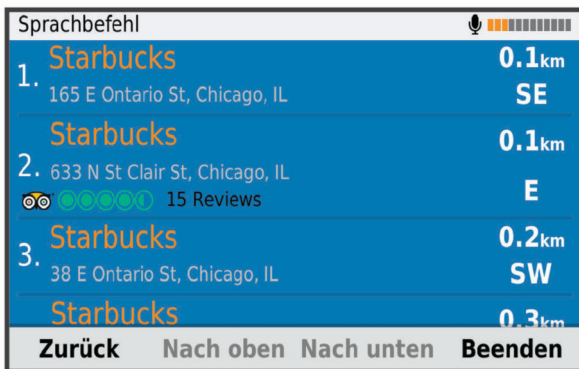 Sprachbefehl
1. Starbucks 0.1km
165 E Ontario St, Chicago, IL SE
2. Starbucks 0.1km
633 N St Clair St, Chicago, IL E
15 Reviews
3. Starbucks 0.2km
38 E Ontario St, Chicago, IL SW
Starbucks 0.3km
Zurück Nach oben Nach unten Beenden